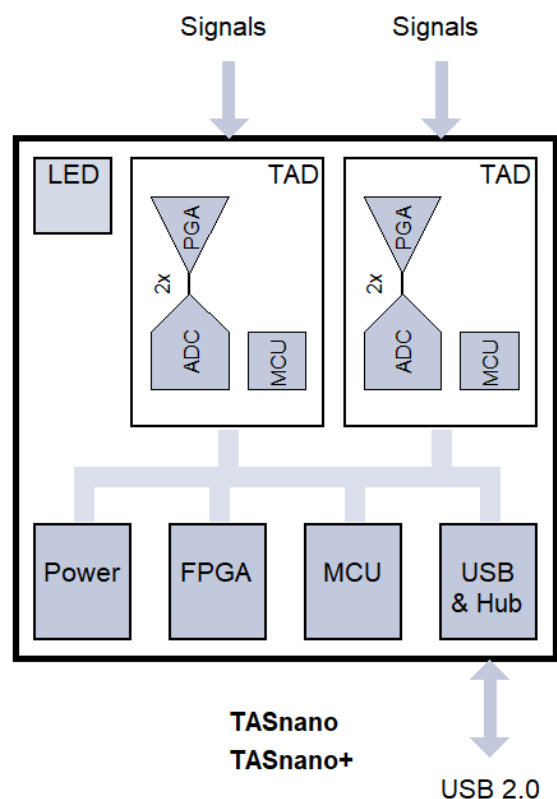 Signals
Signals
LED
TAD
TAD
PGA
2x
ADC
MCU
PGA
2x
ADC
MCU
Power
FPGA
MCU
USB
& Hub
TASnano
TASnano+
USB 2.0